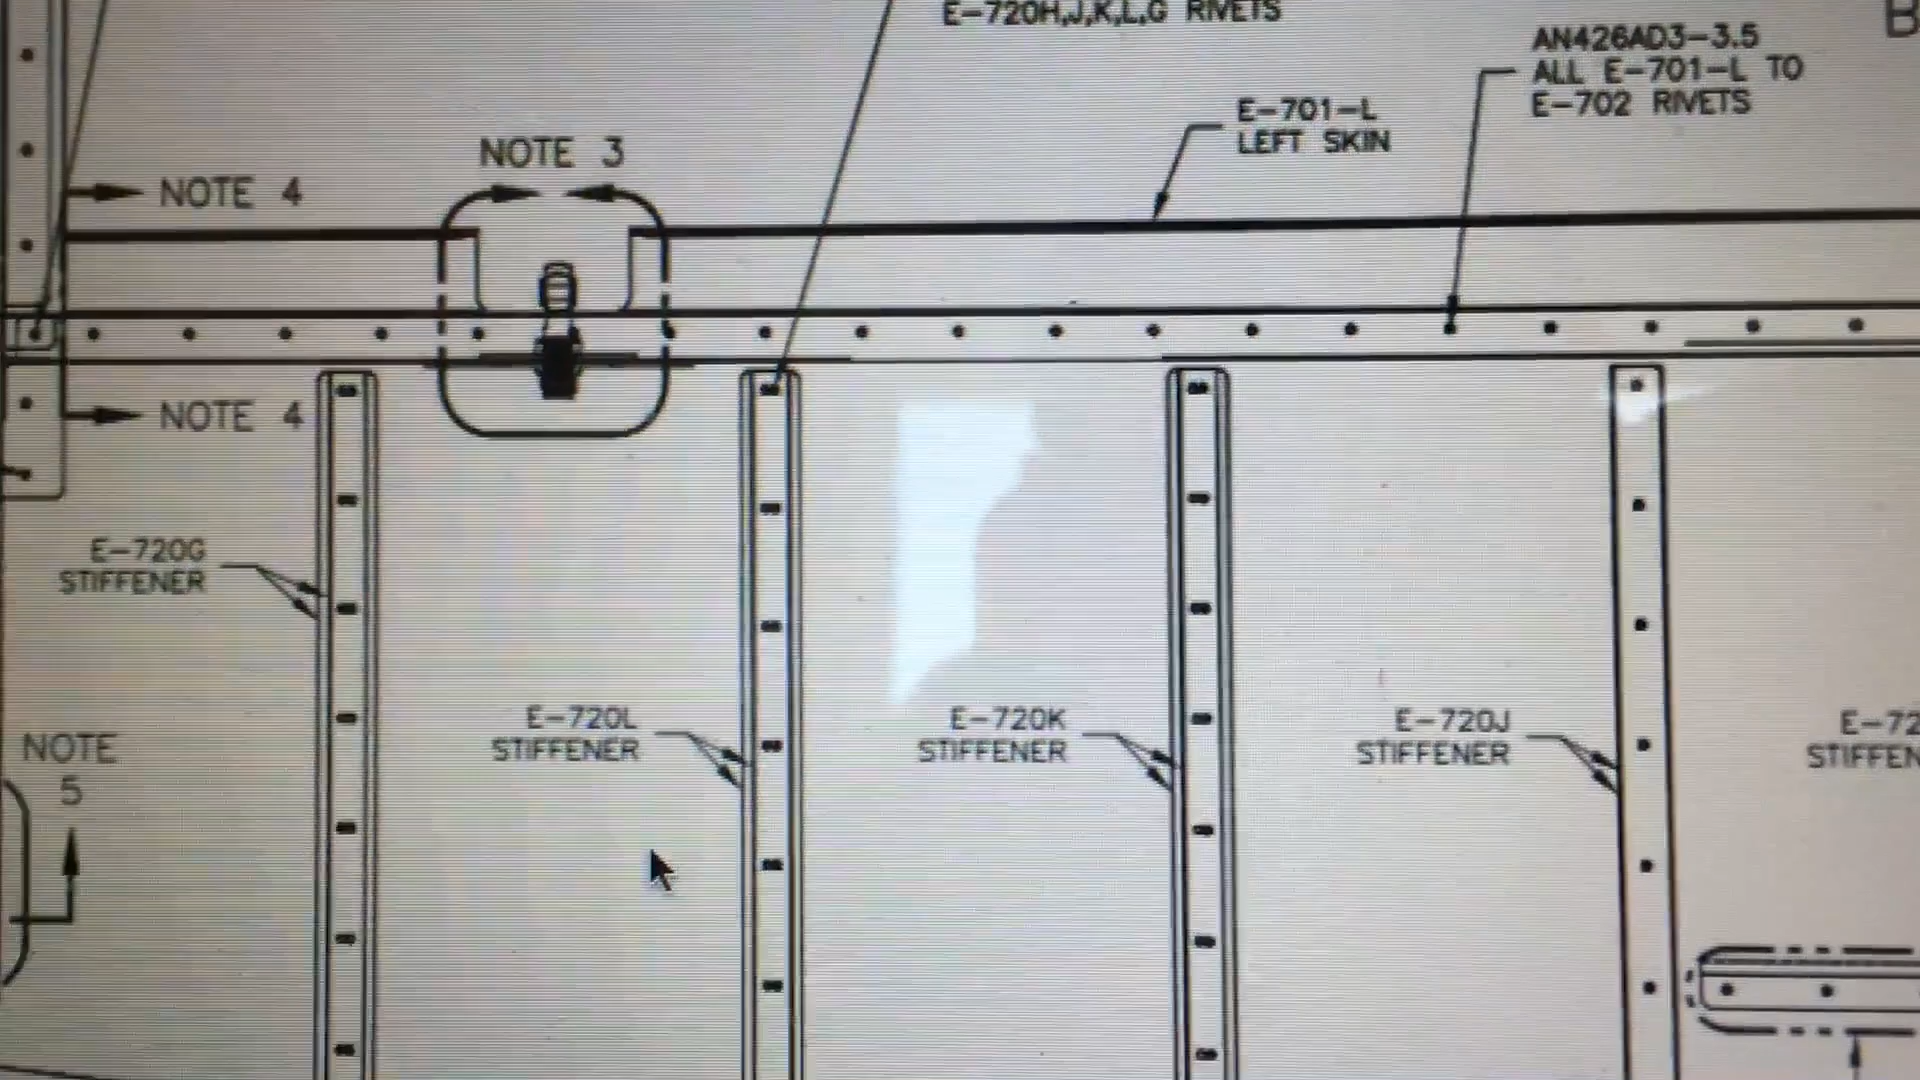 E-720H,J,K,L,G RIVETS
AN426AD3-3.5
ALL E-701-L TO
E-702 RIVETS
E-701-L
LEFT SKIN
NOTE 3
NOTE 4
NOTE 4
E-720G
STIFFENER
E-720L
STIFFENER
E-720K
STIFFENER
E-720J
STIFFENER
NOTE
5